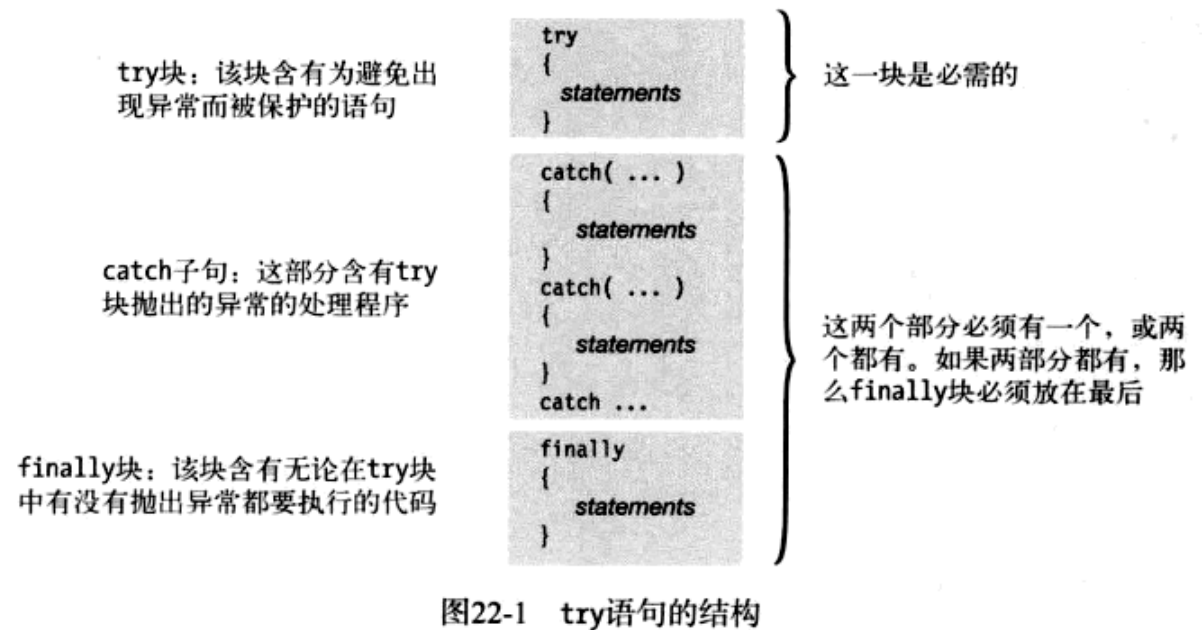 try块：该块含有为避免出
现异常而被保护的语句
try
{
statements
}
这一块是必需的
catch子句：这部分含有try
块抛出的异常的处理程序
catch( ... )
{
statements
}
catch( ... )
{
statements
}
catch ...
finally块：该块含有无论在try块
中有没有抛出异常都要执行的代码
finally
{
statements
}
这两个部分必须有一个，或两
个都有。如果两部分都有，那
么finally块必须放在最后
图22-1 try语句的结构